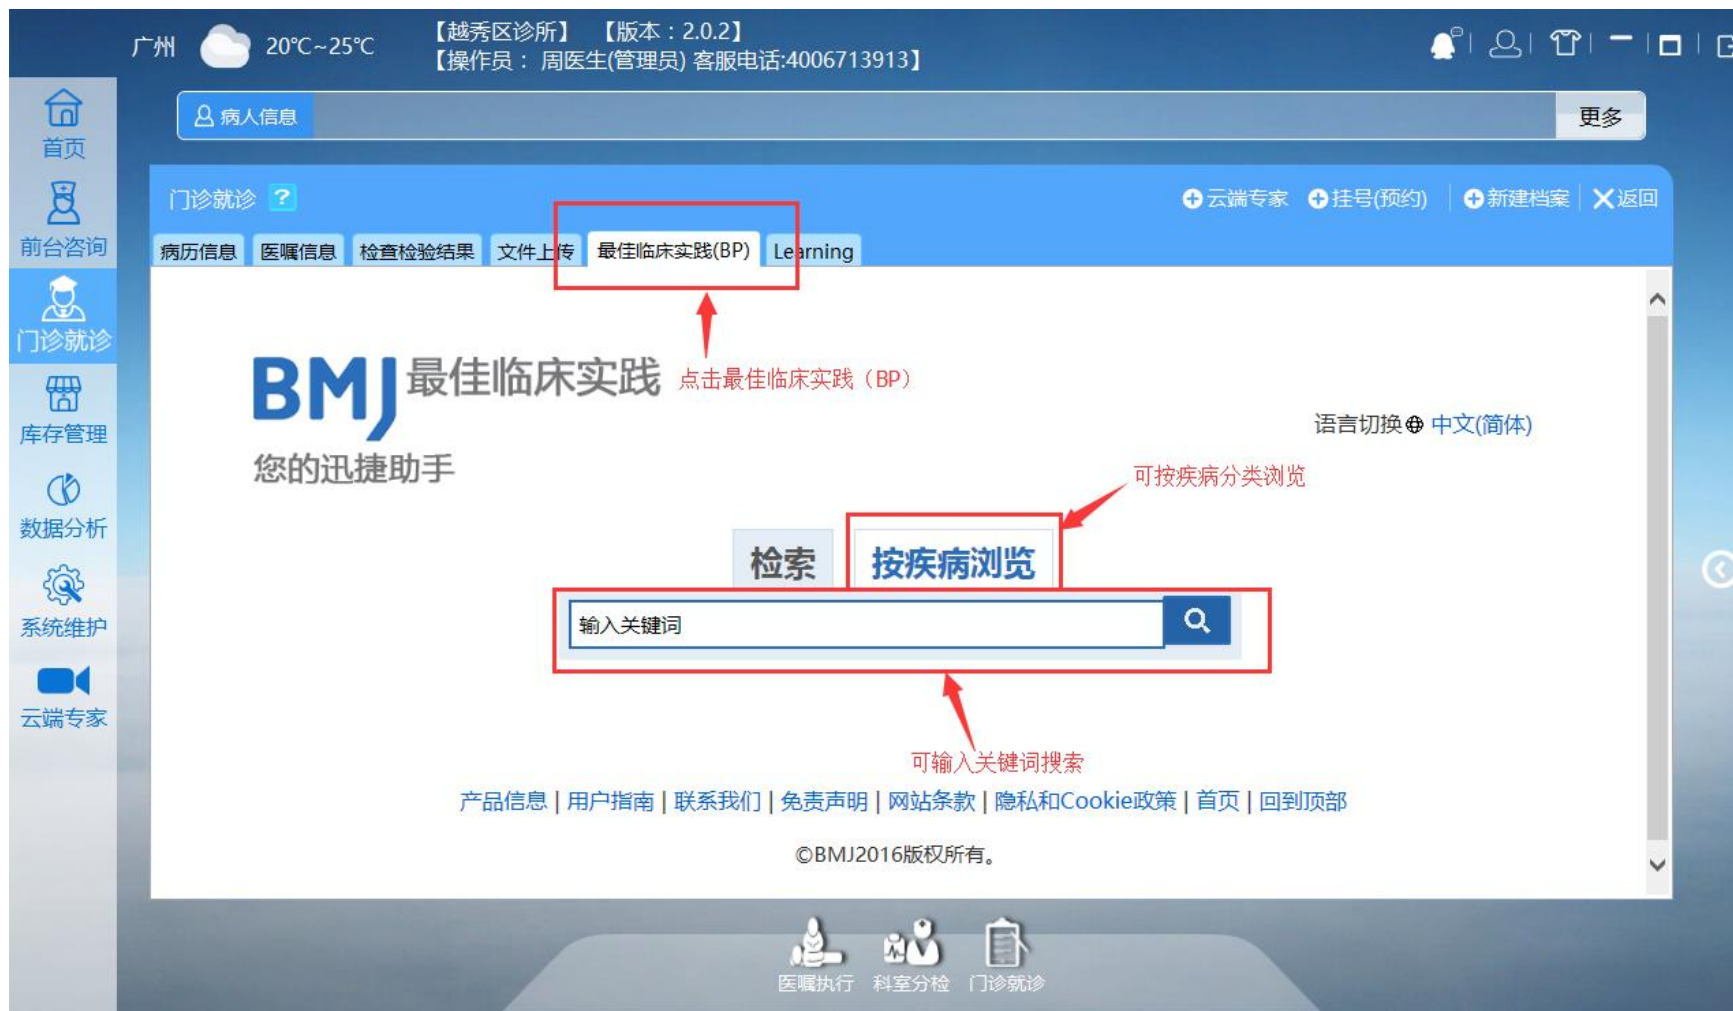 广州 20℃~25℃ 【越秀区诊所】 【版本：2.0.2】
【操作员： 周医生(管理员) 客服电话:4006713913】
病人信息 更多
首页
前台咨询
门诊就诊
库存管理
数据分析
系统维护
云端专家
门诊就诊 ? 云端专家 挂号(预约) 新建档案 返回
病历信息 医嘱信息 检查检验结果 文件上传 最佳临床实践(BP) Learning
BMJ 最佳临床实践
点击最佳临床实践（BP）
语言切换 中文(简体)
您的迅捷助手
可按疾病分类浏览
检索 按疾病浏览
输入关键词
可输入关键词搜索
产品信息 | 用户指南 | 联系我们 | 免责声明 | 网站条款 | 隐私和Cookie政策 | 首页 | 回到顶部
©BMJ2016版权所有。
医嘱执行 科室分检 门诊就诊